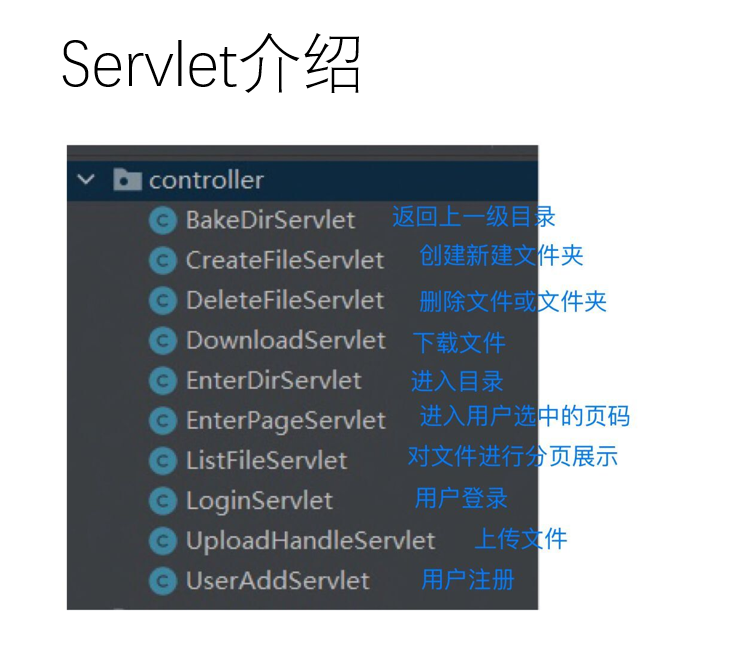 Servlet介绍
controller
BakeDirServlet 返回上一级目录
CreateFileServlet 创建新建文件夹
DeleteFileServlet 删除文件或文件夹
DownloadServlet 下载文件
EnterDirServlet 进入目录
EnterPageServlet 进入用户选中的页码
ListFileServlet 对文件进行分页展示
LoginServlet 用户登录
UploadHandleServlet 上传文件
UserAddServlet 用户注册